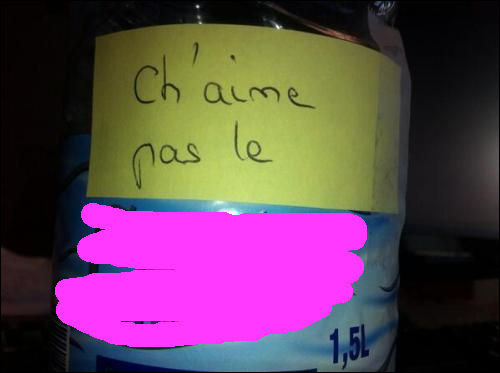 Ch'aime
pas le
1,5L